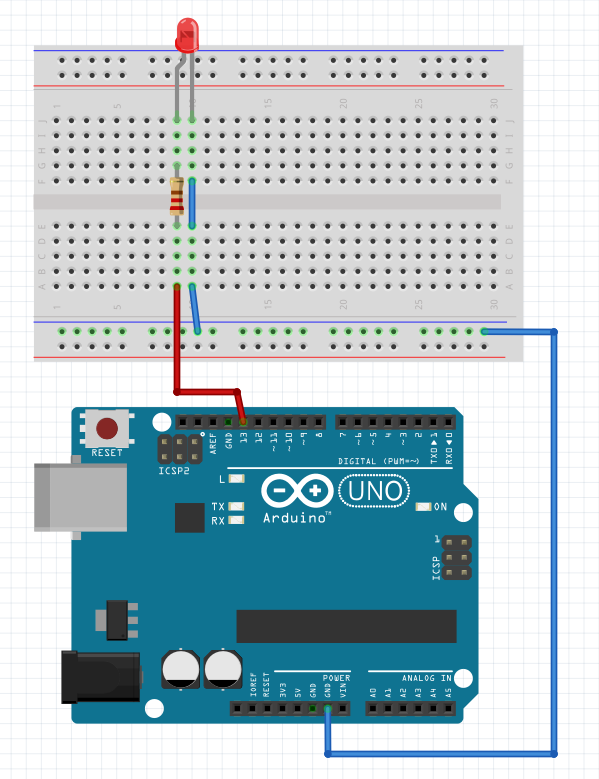 1 5 10 15 20 25 30
J J
I I
H H
G G
F F
E E
D D
C C
B B
A A
1 5 10 15 20 25 30
RESET
ICSP2
AREF
GND
13
12
~11
~10
~9
8
7
~6
~5
4
~3
2
TXD▶1
RXD◀0
DIGITAL (PWM=~)
L
TX
RX
UNO
ON
Arduino™
1
ICSP
IOREF
RESET
3V3
5V
GND
GND
VIN
POWER
ANALOG IN
A0
A1
A2
A3
A4
A5